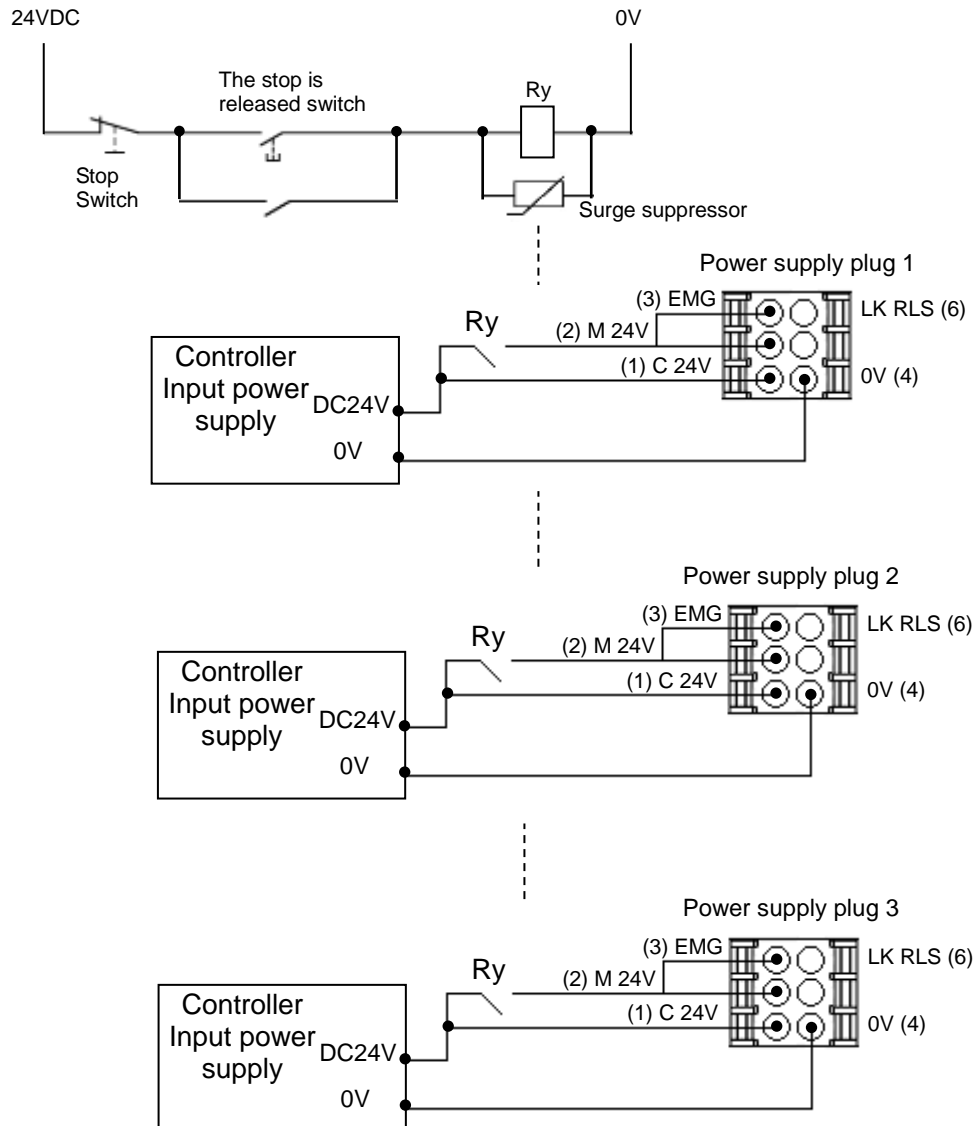 24VDC
0V
The stop is
released switch
Ry
Stop
Switch
Surge suppressor
Power supply plug 1
(3) EMG
LK RLS (6)
Ry
(2) M 24V
Controller
Input power
supply
(1) C 24V
0V (4)
DC24V
0V
Power supply plug 2
(3) EMG
LK RLS (6)
Ry
(2) M 24V
Controller
Input power
supply
(1) C 24V
0V (4)
DC24V
0V
Power supply plug 3
(3) EMG
LK RLS (6)
Ry
(2) M 24V
Controller
Input power
supply
(1) C 24V
0V (4)
DC24V
0V